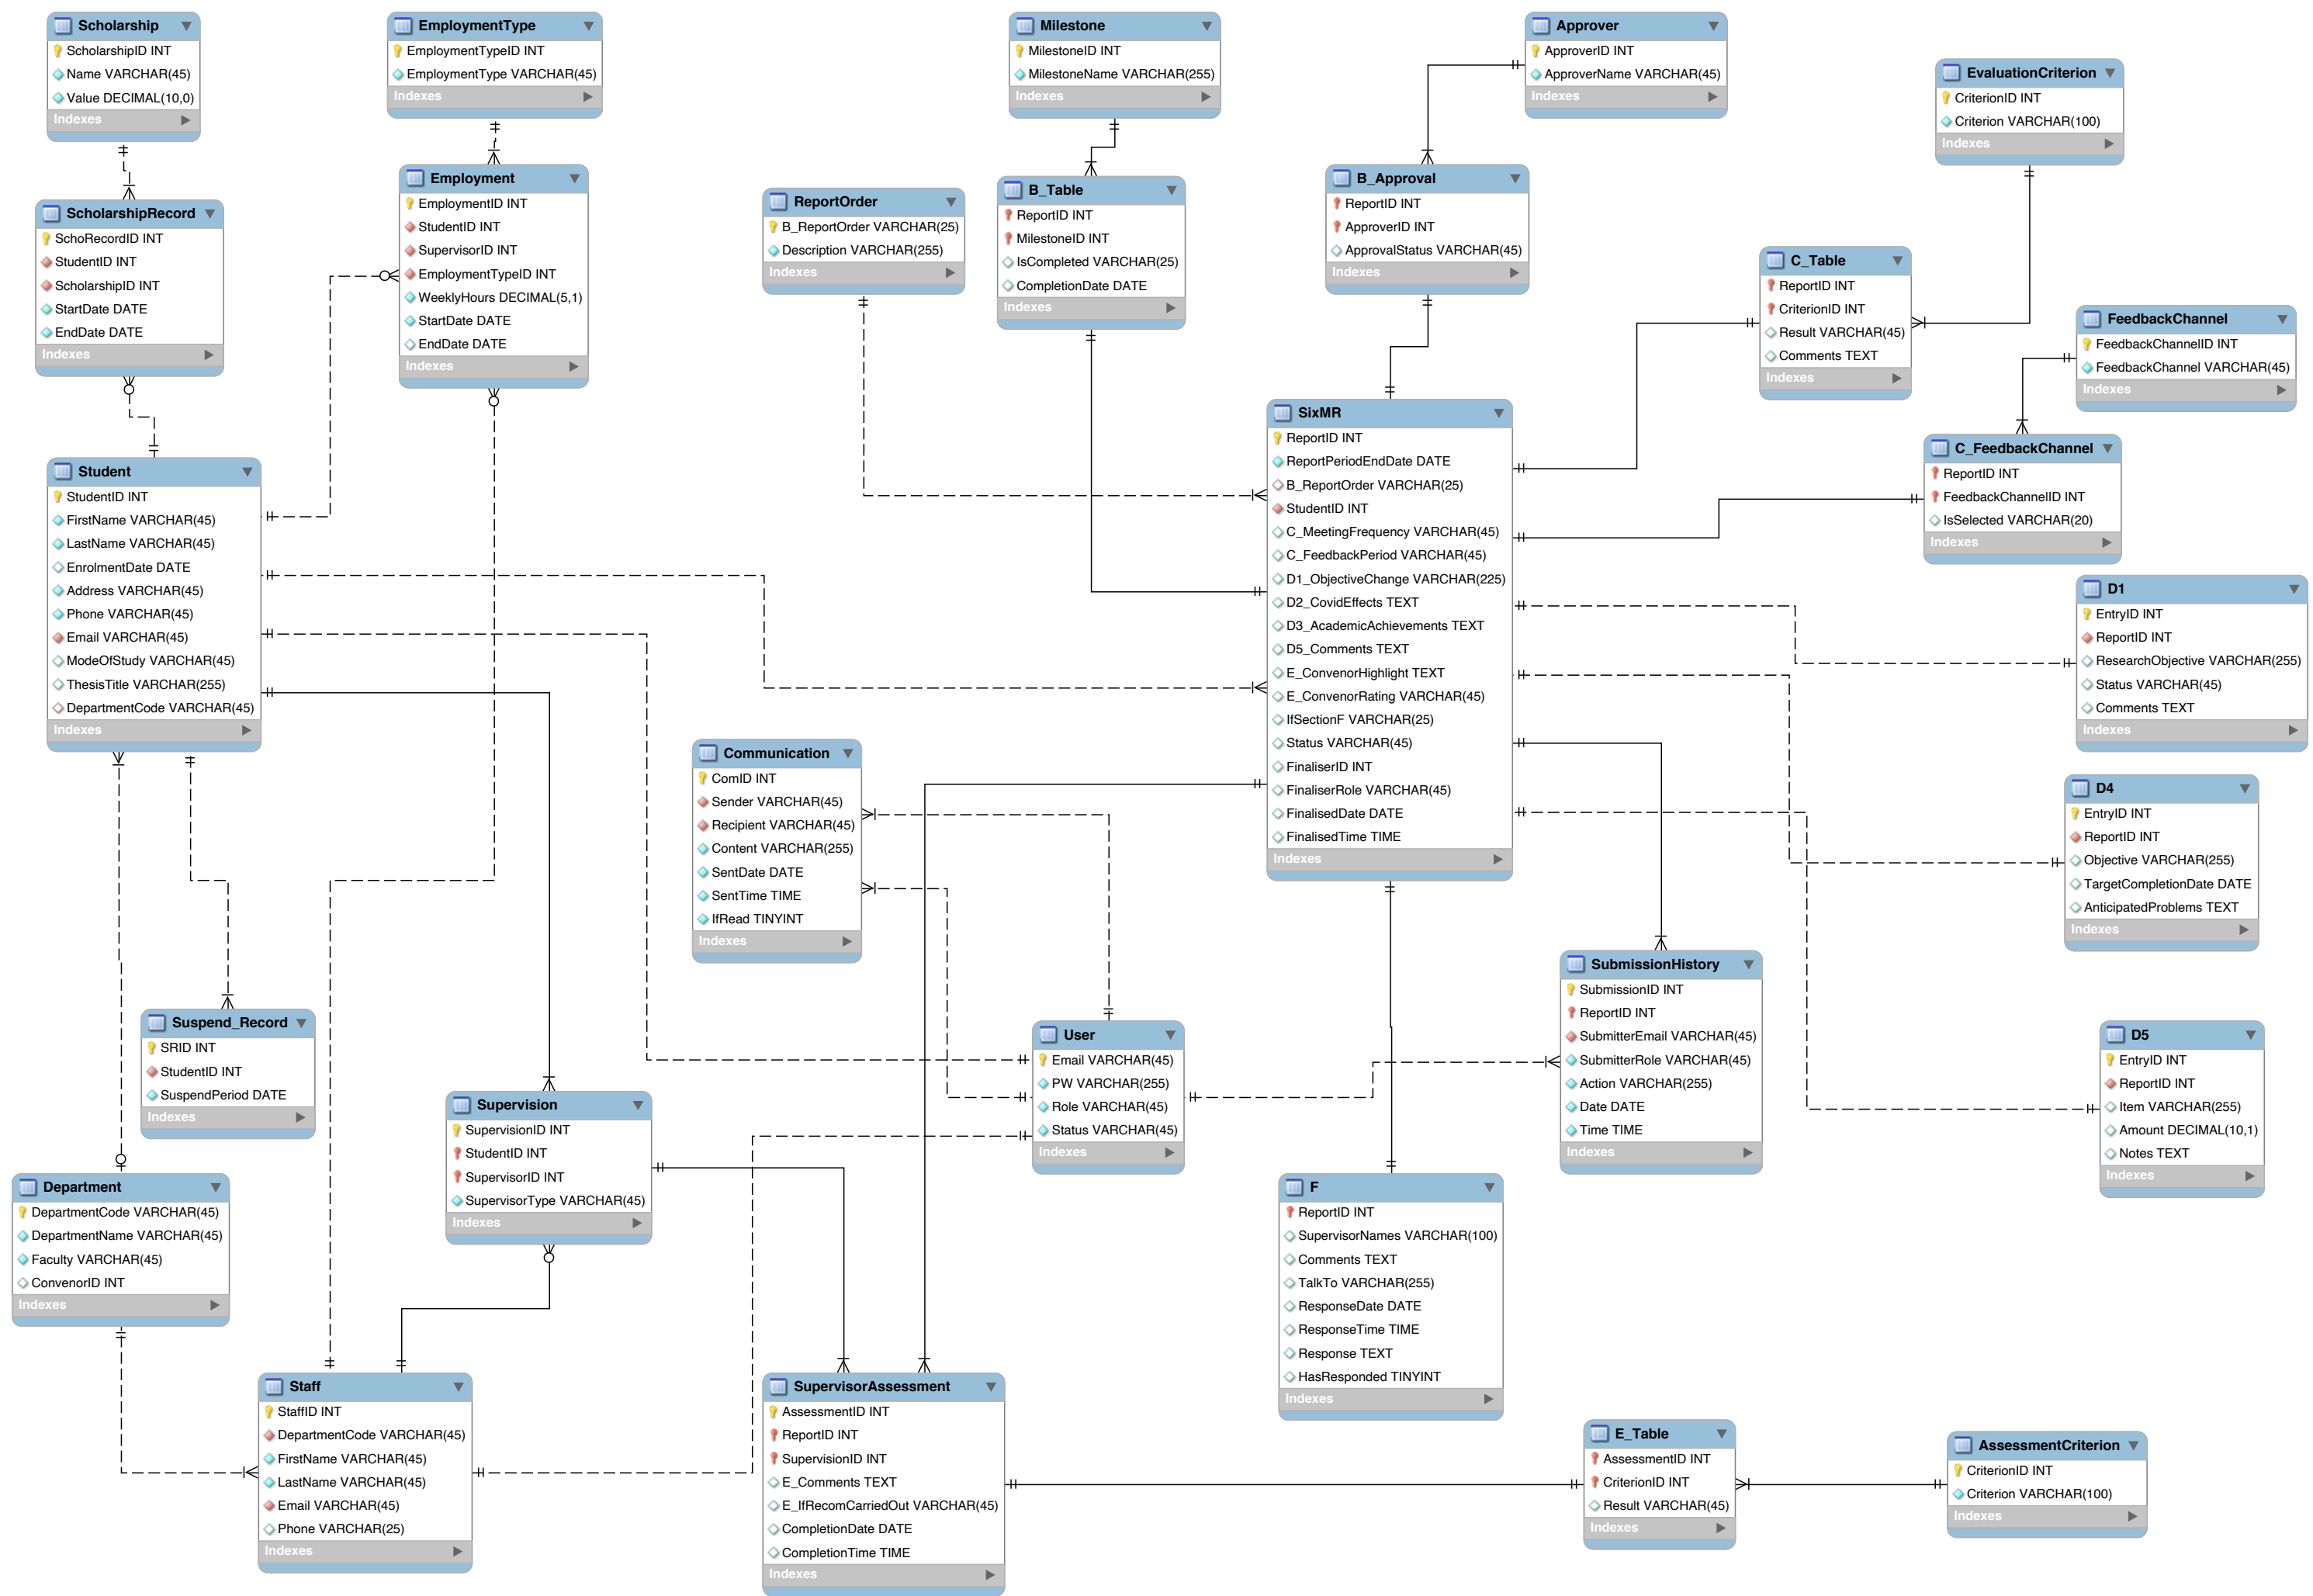 Scholarship
ScholarshipID INT
Name VARCHAR(45)
Value DECIMAL(10,0)
Indexes
EmploymentType
EmploymentTypeID INT
EmploymentType VARCHAR(45)
Indexes
Milestone
MilestoneID INT
MilestoneName VARCHAR(255)
Indexes
Approver
ApproverID INT
ApproverName VARCHAR(45)
Indexes
EvaluationCriterion
CriterionID INT
Criterion VARCHAR(100)
Indexes
ScholarshipRecord
SchoRecordID INT
StudentID INT
ScholarshipID INT
StartDate DATE
EndDate DATE
Indexes
Employment
EmploymentID INT
StudentID INT
SupervisorID INT
EmploymentTypeID INT
WeeklyHours DECIMAL(5,1)
StartDate DATE
EndDate DATE
Indexes
ReportOrder
B_ReportOrder VARCHAR(25)
Description VARCHAR(255)
Indexes
B_Table
ReportID INT
MilestoneID INT
IsCompleted VARCHAR(25)
CompletionDate DATE
Indexes
B_Approval
ReportID INT
ApproverID INT
ApprovalStatus VARCHAR(45)
Indexes
C_Table
ReportID INT
CriterionID INT
Result VARCHAR(45)
Comments TEXT
Indexes
FeedbackChannel
FeedbackChannelID INT
FeedbackChannel VARCHAR(45)
Indexes
C_FeedbackChannel
ReportID INT
FeedbackChannelID INT
IsSelected VARCHAR(20)
Indexes
Student
StudentID INT
FirstName VARCHAR(45)
LastName VARCHAR(45)
EnrolmentDate DATE
Address VARCHAR(45)
Phone VARCHAR(45)
Email VARCHAR(45)
ModeOfStudy VARCHAR(45)
ThesisTitle VARCHAR(255)
DepartmentCode VARCHAR(45)
Indexes
SixMR
ReportID INT
ReportPeriodEndDate DATE
B_ReportOrder VARCHAR(25)
StudentID INT
C_MeetingFrequency VARCHAR(45)
C_FeedbackPeriod VARCHAR(45)
D1_ObjectiveChange VARCHAR(225)
D2_CovidEffects TEXT
D3_AcademicAchievements TEXT
D5_Comments TEXT
E_ConvenorHighlight TEXT
E_ConvenorRating VARCHAR(45)
IfSectionF VARCHAR(25)
Status VARCHAR(45)
FinaliserID INT
FinaliserRole VARCHAR(45)
FinalisedDate DATE
FinalisedTime TIME
Indexes
D1
EntryID INT
ReportID INT
ResearchObjective VARCHAR(255)
Status VARCHAR(45)
Comments TEXT
Indexes
Communication
ComID INT
Sender VARCHAR(45)
Recipient VARCHAR(45)
Content VARCHAR(255)
SentDate DATE
SentTime TIME
IfRead TINYINT
Indexes
D4
EntryID INT
ReportID INT
Objective VARCHAR(255)
TargetCompletionDate DATE
AnticipatedProblems TEXT
Indexes
SubmissionHistory
SubmissionID INT
ReportID INT
SubmitterEmail VARCHAR(45)
SubmitterRole VARCHAR(45)
Action VARCHAR(255)
Date DATE
Time TIME
Indexes
Suspend_Record
SRID INT
StudentID INT
SuspendPeriod DATE
Indexes
User
Email VARCHAR(45)
PW VARCHAR(255)
Role VARCHAR(45)
Status VARCHAR(45)
Indexes
D5
EntryID INT
ReportID INT
Item VARCHAR(255)
Amount DECIMAL(10,1)
Notes TEXT
Indexes
Supervision
SupervisionID INT
StudentID INT
SupervisorID INT
SupervisorType VARCHAR(45)
Indexes
Department
DepartmentCode VARCHAR(45)
DepartmentName VARCHAR(45)
Faculty VARCHAR(45)
ConvenorID INT
Indexes
F
ReportID INT
SupervisorNames VARCHAR(100)
Comments TEXT
TalkTo VARCHAR(255)
ResponseDate DATE
ResponseTime TIME
Response TEXT
HasResponded TINYINT
Indexes
Staff
StaffID INT
DepartmentCode VARCHAR(45)
FirstName VARCHAR(45)
LastName VARCHAR(45)
Email VARCHAR(45)
Phone VARCHAR(25)
Indexes
SupervisorAssessment
AssessmentID INT
ReportID INT
SupervisionID INT
E_Comments TEXT
E_IfRecomCarriedOut VARCHAR(45)
CompletionDate DATE
CompletionTime TIME
Indexes
E_Table
AssessmentID INT
CriterionID INT
Result VARCHAR(45)
Indexes
AssessmentCriterion
CriterionID INT
Criterion VARCHAR(100)
Indexes